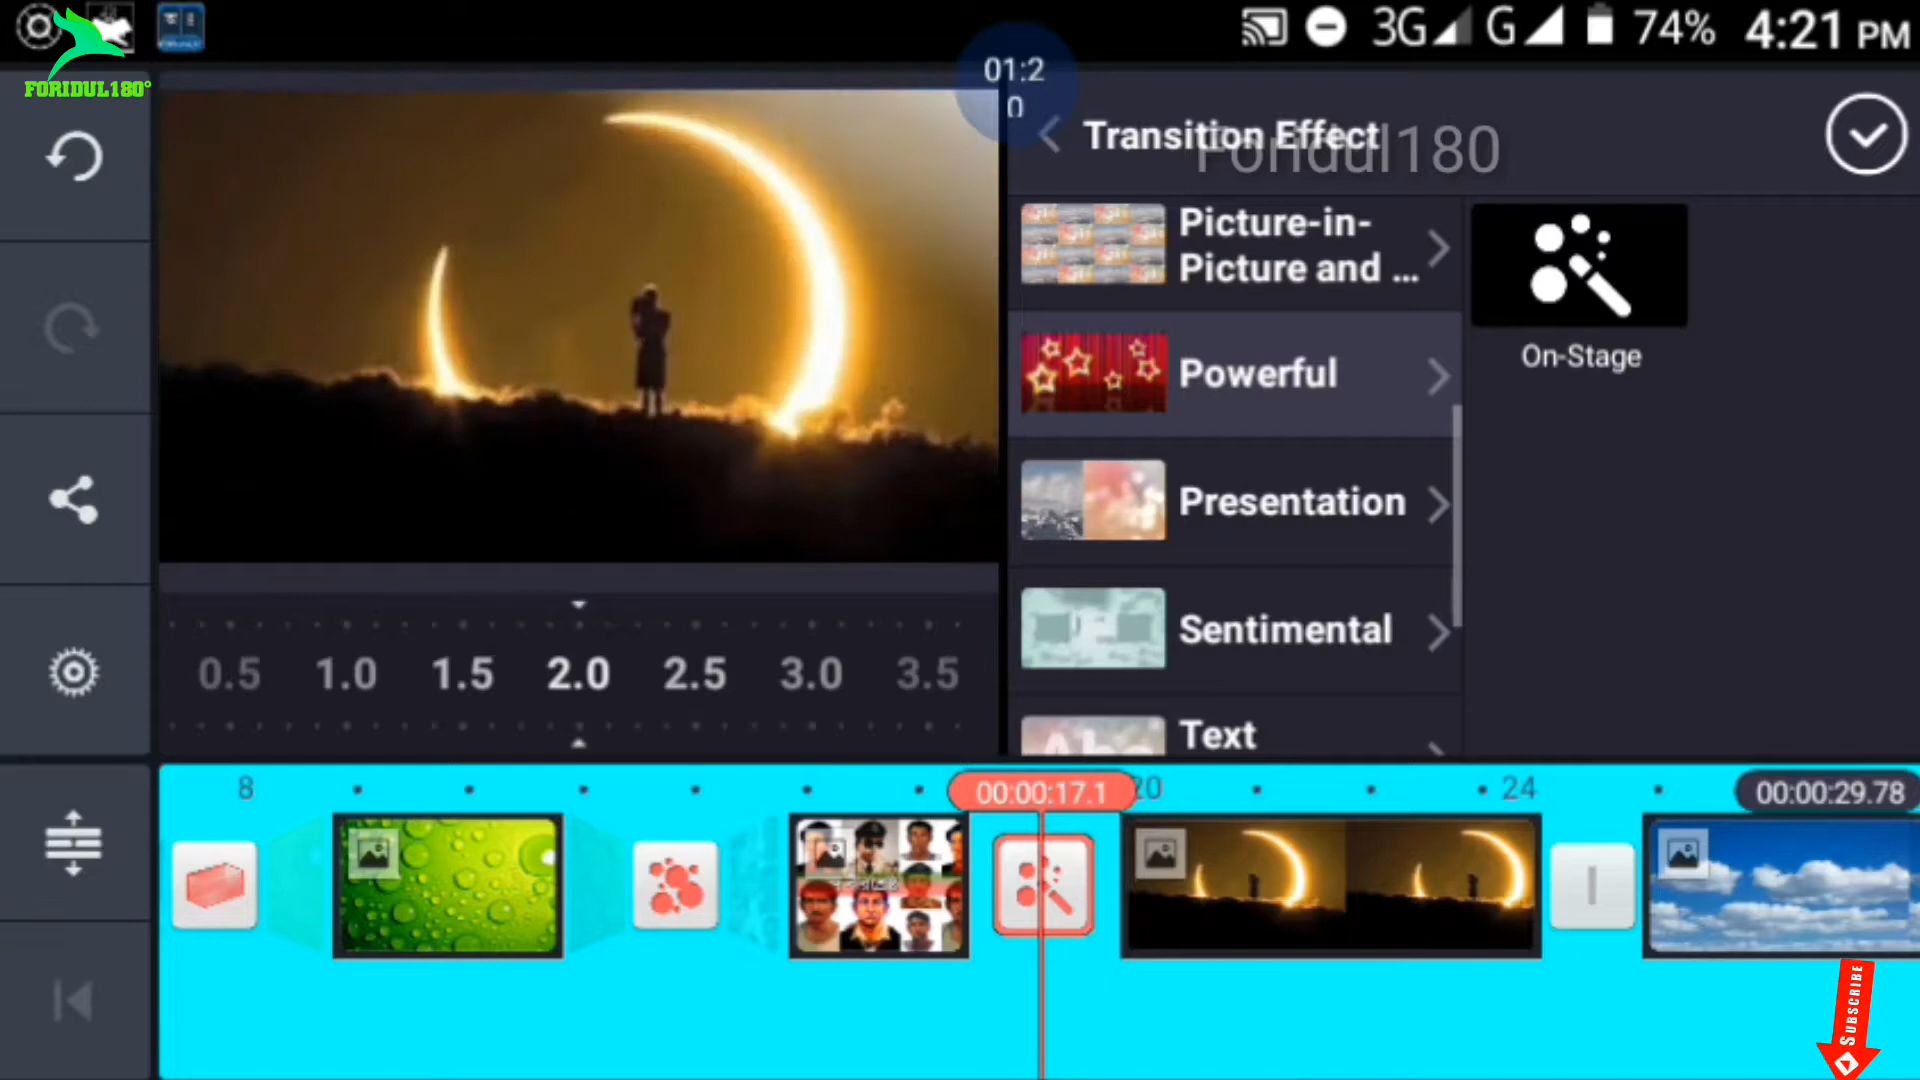 3G G 74% 4:21 PM
FORIDUL180°
01:2
0
Transition Effect
Foridul180
Picture-in-
Picture and ...
Powerful
Presentation
Sentimental
Text
On-Stage
0.5 1.0 1.5 2.0 2.5 3.0 3.5
8 00:00:17.1 20 24 00:00:29.78
SUBSCRIBE